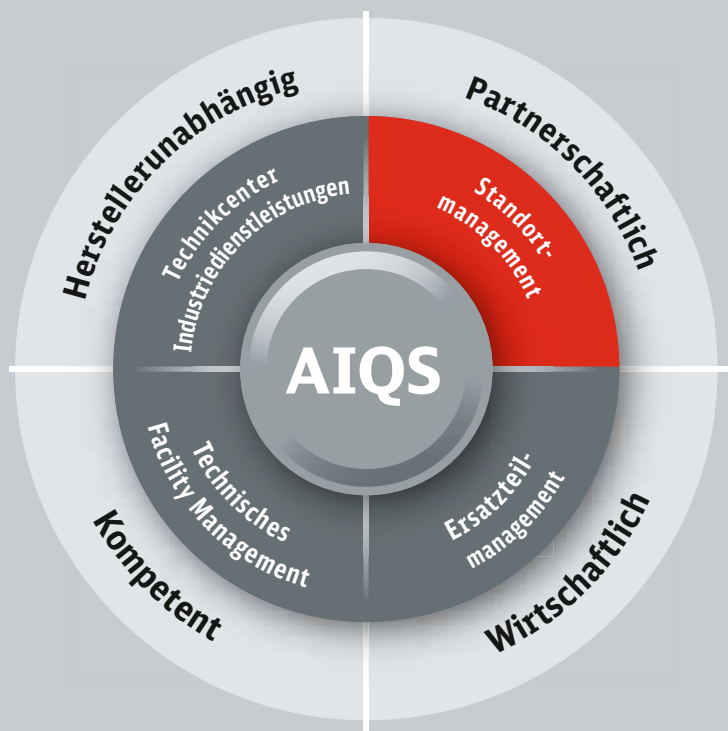 Herstellerunabhängig
Partnerschaftlich
Technikcenter
Industriedienstleistungen
Standort-
management
AIQS
Technisches
Facility Management
Ersatzteil-
management
Kompetent
Wirtschaftlich